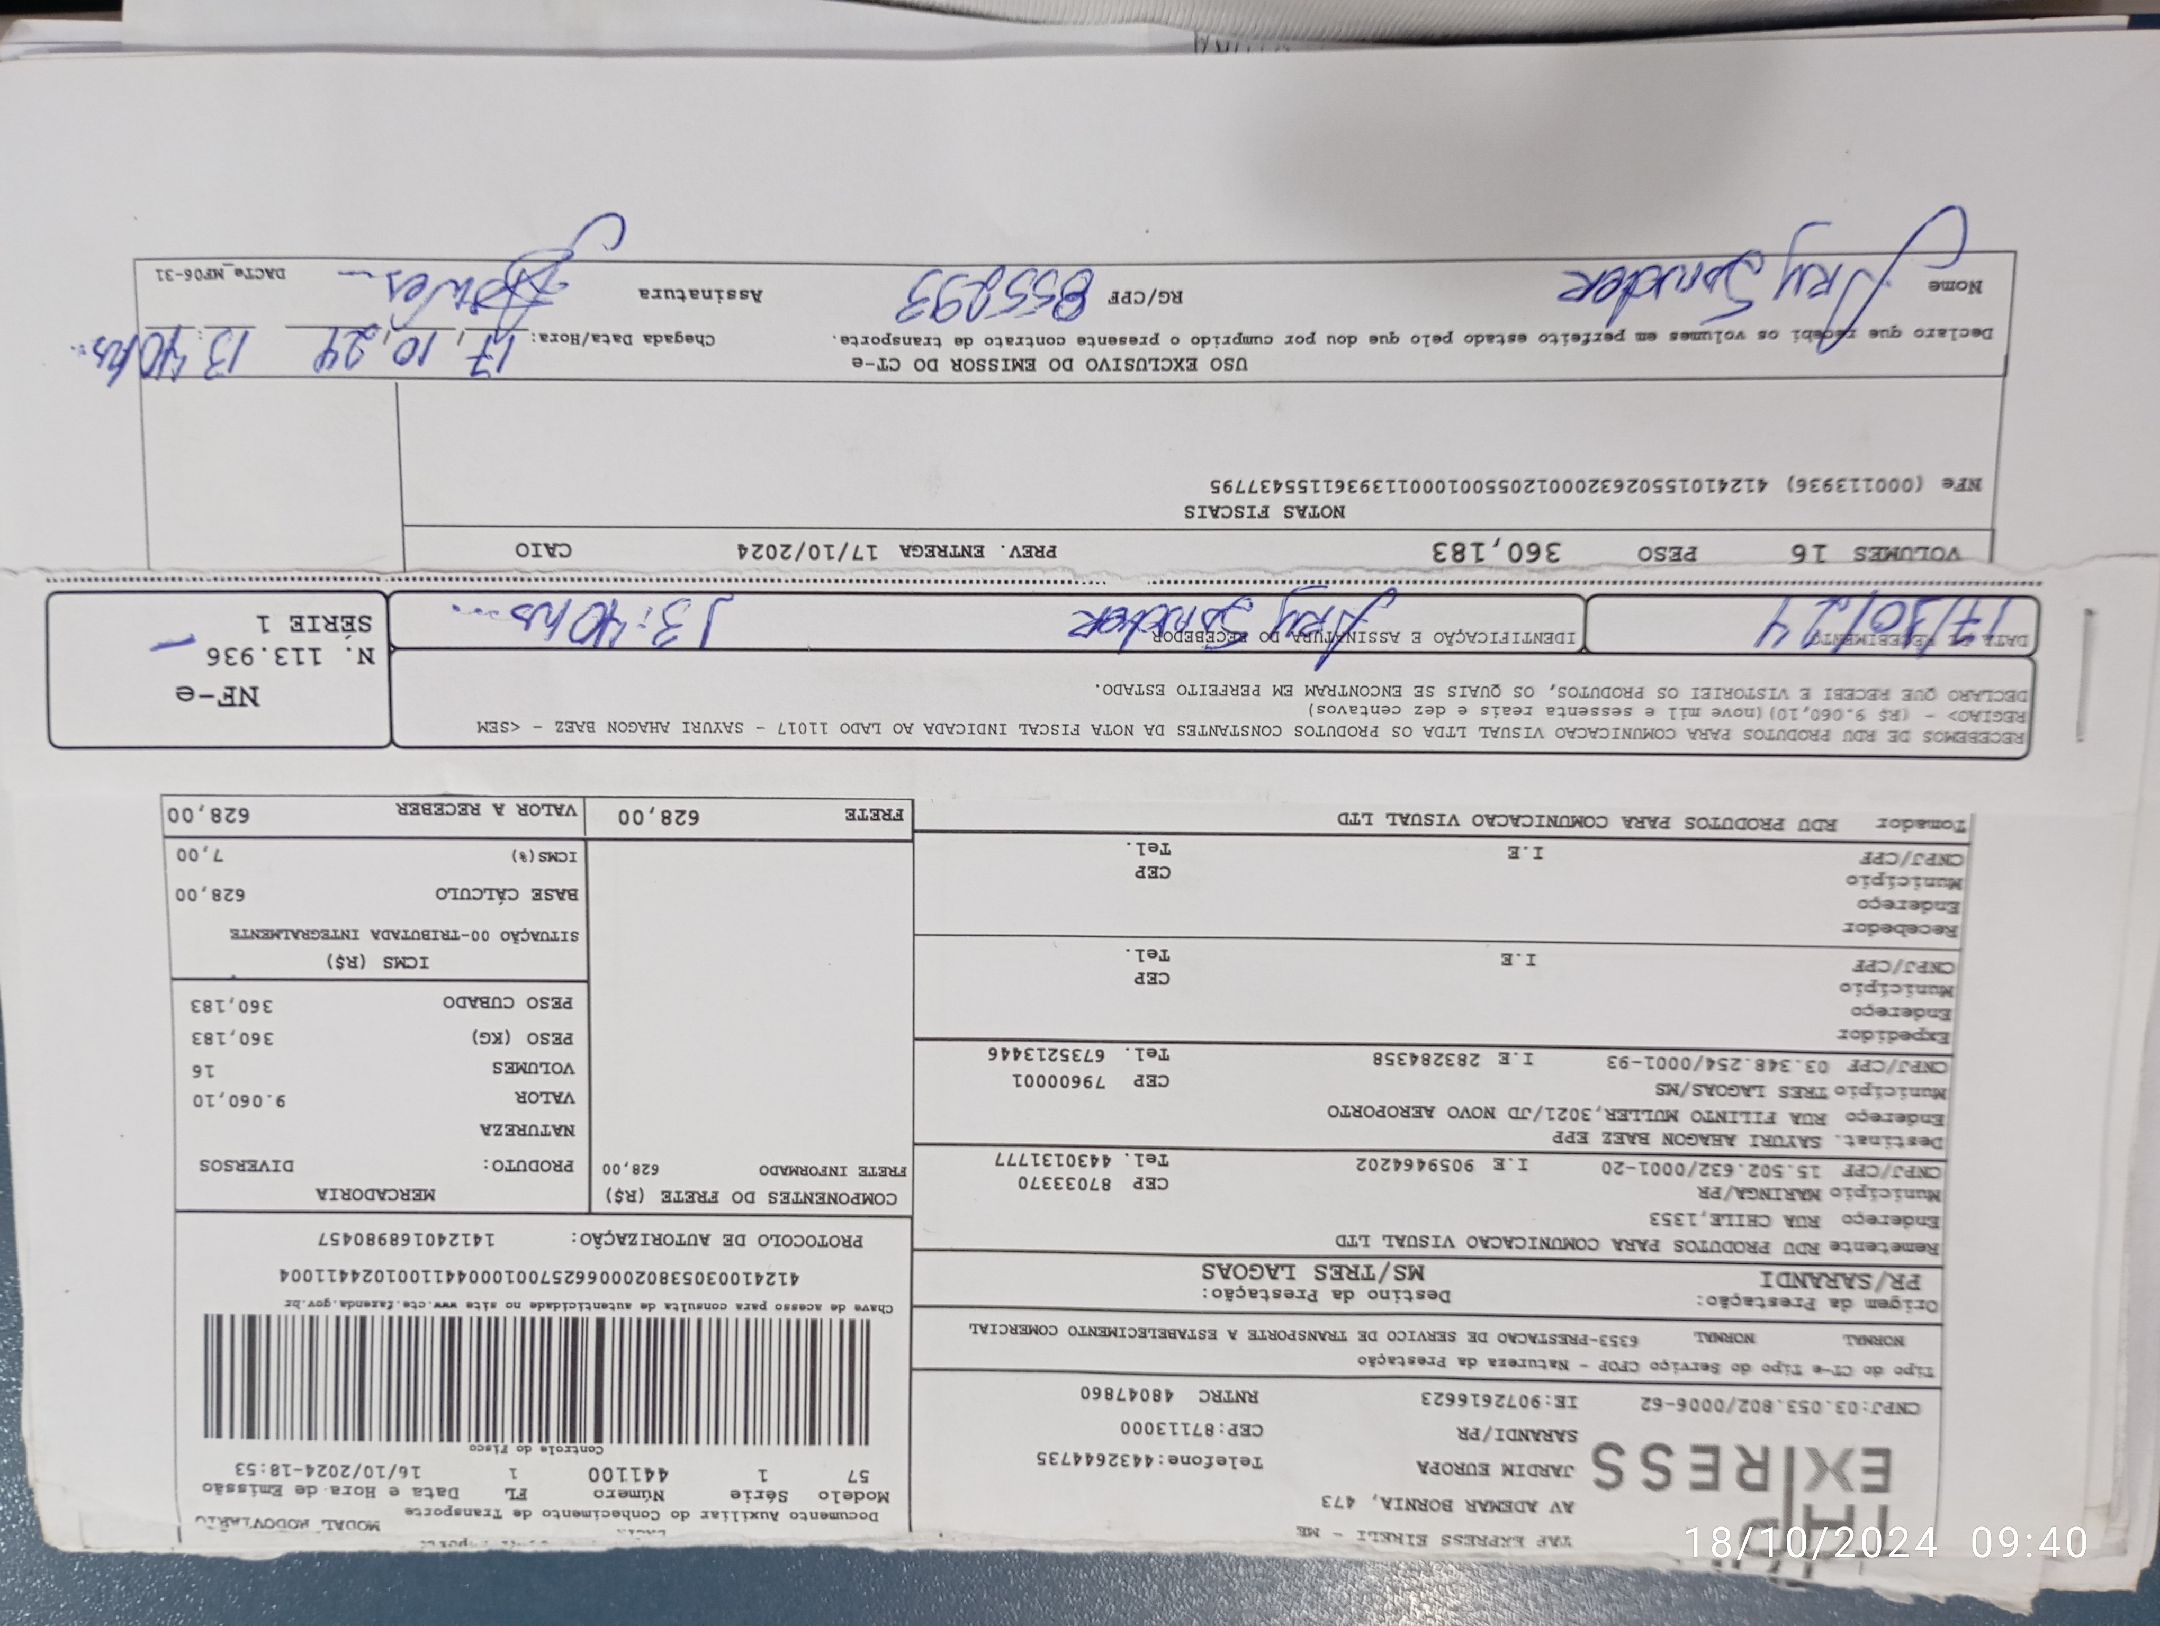 TAP EXPRESS EIRELI - ME
AV ADEMAR BORNIA, 473
EXPRESS
JARDIM EUROPA
Telefone:4432644735
SARANDI/PR
CEP:87113000
CNPJ:03.053.802/0006-62 IE:9072616623 RNTRC 48047860
Tipo do CT-e Tipo do Serviço CFOP - Natureza da Prestação
NORMAL NORMAL 6353-PRESTACAO DE SERVICO DE TRANSPORTE A ESTABELECIMENTO COMERCIAL
Origem da Prestação: Destino da Prestação:
PR/SARANDI MS/TRES LAGOAS
Remetente RDU PRODUTOS PARA COMUNICACAO VISUAL LTD
Endereço RUA CHILE,1353
Município MARINGA/PR CEP 87033370
CNPJ/CPF 15.502.632/0001-20 I.E 9059464202 Tel. 4430131777
Destinat. SAYURI AHAGON BAEZ EPP
Endereço RUA FILINTO MULLER,3021/JD NOVO AEROPORTO
Município TRES LAGOAS/MS CEP 79600001
CNPJ/CPF 03.348.254/0001-93 I.E 283284358 Tel. 6735213446
Expedidor
Endereço
Município CEP
CNPJ/CPF I.E Tel.
Recebedor
Endereço
Município CEP
CNPJ/CPF I.E Tel.
Tomador RDU PRODUTOS PARA COMUNICACAO VISUAL LTD
Documento Auxiliar do Conhecimento de Transporte MODAL RODOVIÁRIO
Modelo Série Número FL Data e Hora de Emissão
57 1 441100 1 16/10/2024-18:53
Controle do Fisco
Chave de acesso para consulta de autenticidade no site www.cte.fazenda.gov.br
41241003053802000662570010004411001024411004
PROTOCOLO DE AUTORIZAÇÃO: 141240168980457
COMPONENTES DO FRETE (R$)
FRETE INFORMADO 628,00
FRETE 628,00
MERCADORIA
PRODUTO: DIVERSOS
NATUREZA
VALOR 9.060,10
VOLUMES 16
PESO (KG) 360,183
PESO CUBADO 360,183
ICMS (R$)
SITUAÇÃO 00-TRIBUTADA INTEGRALMENTE
BASE CÁLCULO 628,00
ICMS(%) 7,00
VALOR A RECEBER 628,00
RECEBEMOS DE RDU PRODUTOS PARA COMUNICACAO VISUAL LTDA OS PRODUTOS CONSTANTES DA NOTA FISCAL INDICADA AO LADO 11017 - SAYURI AHAGON BAEZ - <SEM
REGIAO> - (R$ 9.060,10)(nove mil e sessenta reais e dez centavos)
DECLARO QUE RECEBI E VISTORIEI OS PRODUTOS, OS QUAIS SE ENCONTRAM EM PERFEITO ESTADO.
NF-e
N. 113.936
SÉRIE 1
DATA DE RECEBIMENTO IDENTIFICAÇÃO E ASSINATURA DO RECEBEDOR
17/10/24 Ary Sander 13:40hs
VOLUMES 16 PESO 360,183 PREV. ENTREGA 17/10/2024 CAIO
NOTAS FISCAIS
NFe (000113936) 41241015502632000120550010001139361155437795
USO EXCLUSIVO DO EMISSOR DO CT-e
Declaro que recebi os volumes em perfeito estado pelo que dou por cumprido o presente contrato de transporte. Chegada Data/Hora: 17,10,24 13:40hs
Nome Ary Sander RG/CPF 855293 Assinatura
DACTe_MF06-31
18/10/2024 09:40